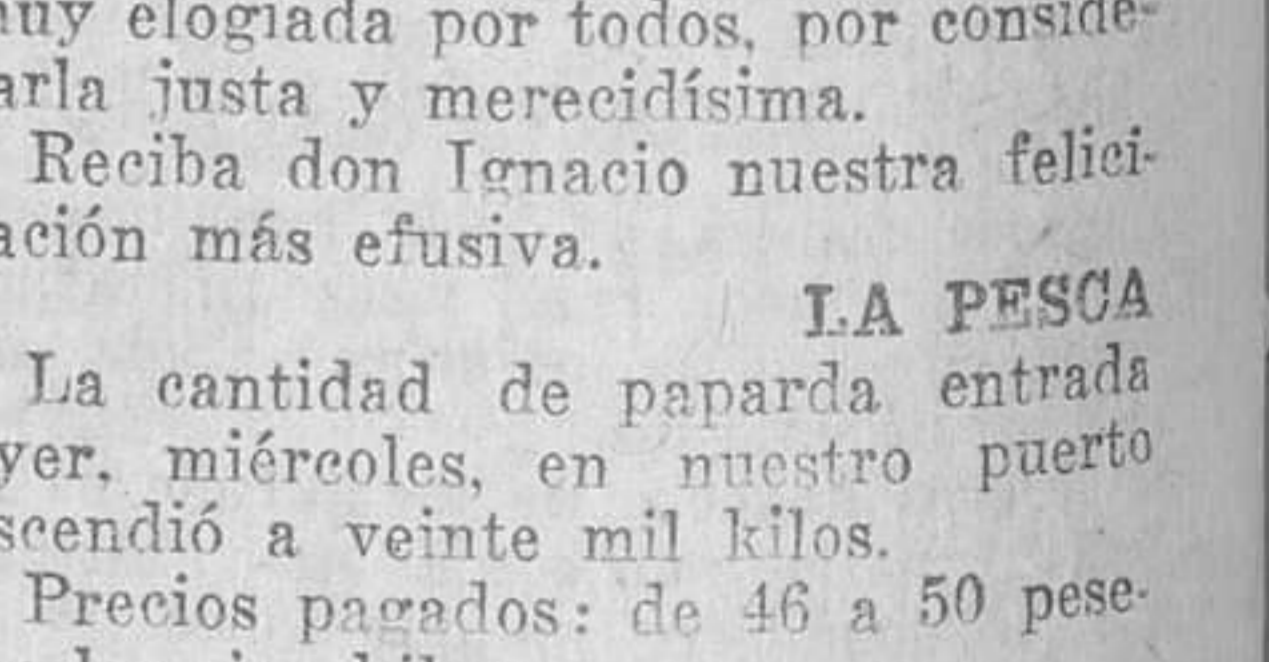 uy elogiada por todos, por conside-
arla justa y merecidísima.
Reciba don Ignacio nuestra felici-
ación más efusiva.
LA PESCA
La cantidad de paparda entrada
yer, miércoles, en nuestro puerto
scendió a veinte mil kilos.
Precios pagados: de 46 a 50 pese-